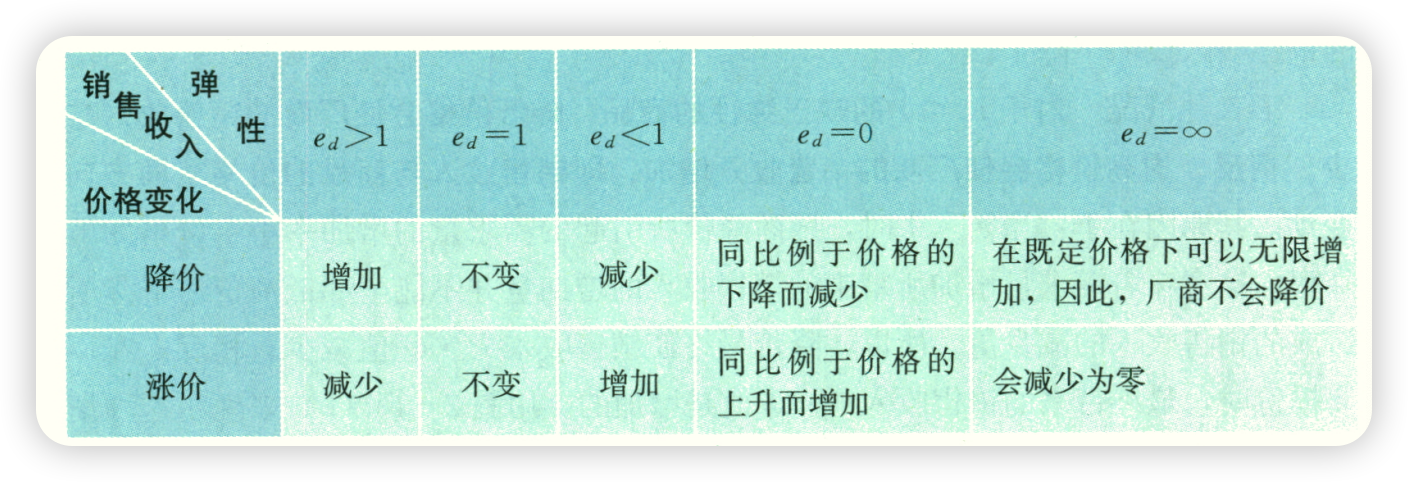 销售收入 弹性
价格变化
e_d>1 e_d=1 e_d<1 e_d=0 e_d=∞
降价 增加 不变 减少 同比例于价格的 在既定价格下可以无限增
下降而减少 加，因此，厂商不会降价
涨价 减少 不变 增加 同比例于价格的 会减少为零
上升而增加